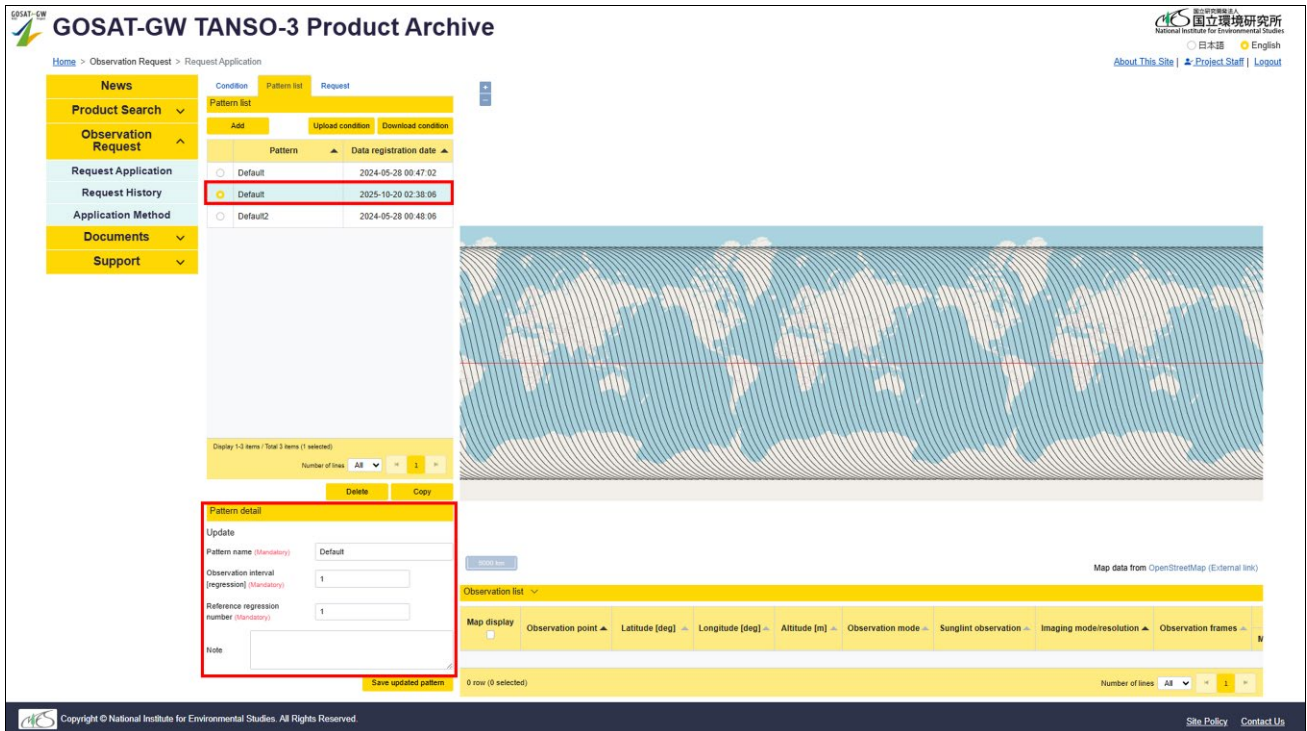 GOSAT-GW
GOSAT-GW TANSO-3 Product Archive
国立研究開発法人
国立環境研究所
National Institute for Environmental Studies
日本語 English
Home > Observation Request > Request Application
About This Site | Project Staff | Logout
News
Product Search
Observation Request
Request Application
Request History
Application Method
Documents
Support
Condition Pattern list Request
Pattern list
Add Upload condition Download condition
Pattern Data registration date
Default 2024-05-28 00:47:02
Default 2025-10-20 02:38:06
Default2 2024-05-28 00:48:06
Display 1-3 items / Total 3 items (1 selected)
Number of lines All 1
Delete Copy
Pattern detail
Update
Pattern name (Mandatory) Default
Observation interval
[regression] (Mandatory) 1
Reference regression
number (Mandatory) 1
Note
Save updated pattern
+
−
5000 km
Map data from OpenStreetMap (External link)
Observation list
Map display Observation point Latitude [deg] Longitude [deg] Altitude [m] Observation mode Sunglint observation Imaging mode/resolution Observation frames
0 row (0 selected)
Number of lines All 1
NIES
Copyright © National Institute for Environmental Studies. All Rights Reserved.
Site Policy Contact Us